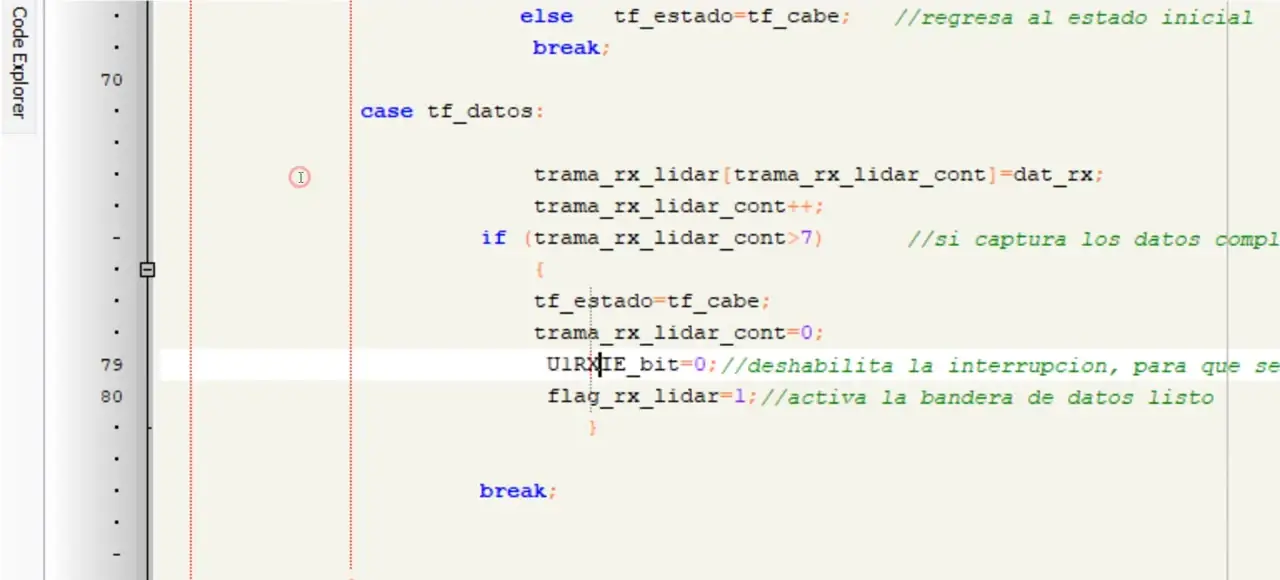 Code Explorer
else tf_estado=tf_cabe; //regresa al estado inicial
break;
70
case tf_datos:
trama_rx_lidar[trama_rx_lidar_cont]=dat_rx;
trama_rx_lidar_cont++;
if (trama_rx_lidar_cont>7) //si captura los datos compl
{
tf_estado=tf_cabe;
trama_rx_lidar_cont=0;
79 U1RXIE_bit=0;//deshabilita la interrupcion, para que se
80 flag_rx_lidar=1;//activa la bandera de datos listo
}
break;